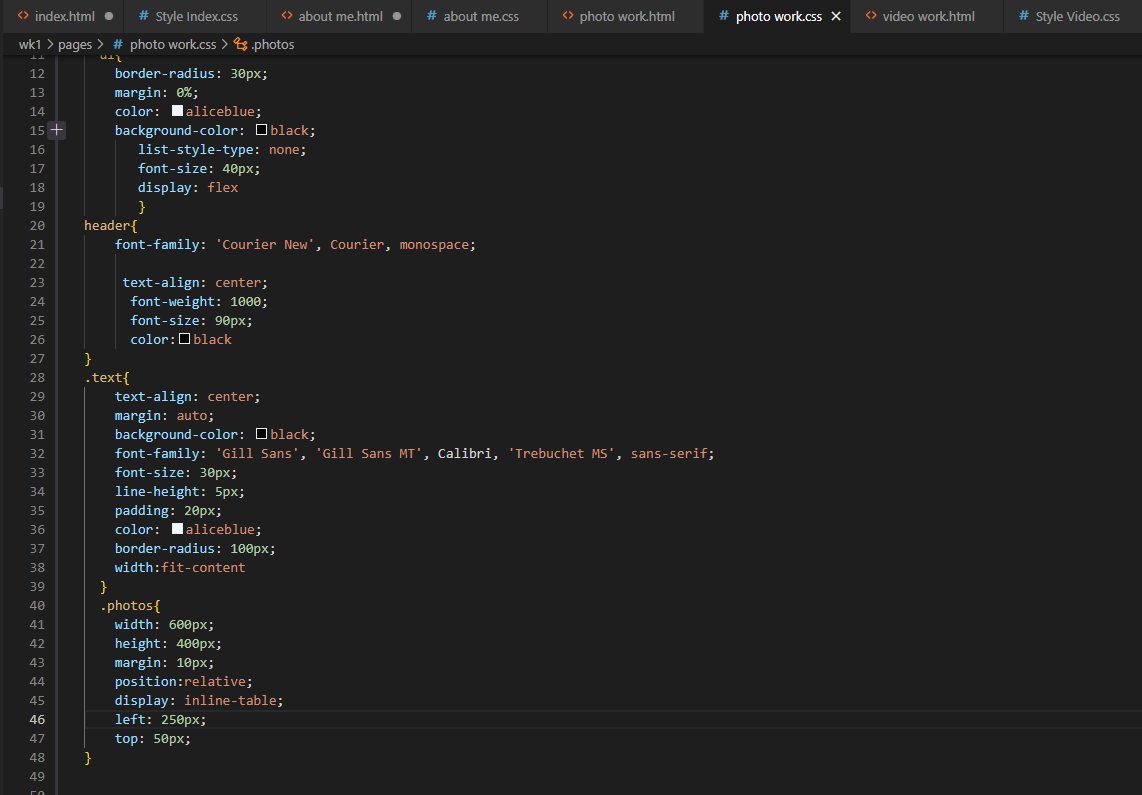 index.html
Style Index.css
about me.html
about me.css
photo work.html
photo work.css
video work.html
Style Video.css
wk1 > pages > # photo work.css > .photos
11 ul{
12 border-radius: 30px;
13 margin: 0%;
14 color: aliceblue;
15 background-color: black;
16 list-style-type: none;
17 font-size: 40px;
18 display: flex
19 }
20 header{
21 font-family: 'Courier New', Courier, monospace;
22
23 text-align: center;
24 font-weight: 1000;
25 font-size: 90px;
26 color: black
27 }
28 .text{
29 text-align: center;
30 margin: auto;
31 background-color: black;
32 font-family: 'Gill Sans', 'Gill Sans MT', Calibri, 'Trebuchet MS', sans-serif;
33 font-size: 30px;
34 line-height: 5px;
35 padding: 20px;
36 color: aliceblue;
37 border-radius: 100px;
38 width:fit-content
39 }
40 .photos{
41 width: 600px;
42 height: 400px;
43 margin: 10px;
44 position:relative;
45 display: inline-table;
46 left: 250px;
47 top: 50px;
48 }
49
50